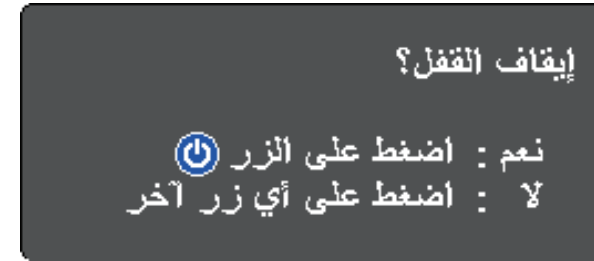 إيقاف القفل؟
نعم : اضغط على الزر
لا : اضغط على أي زر آخر